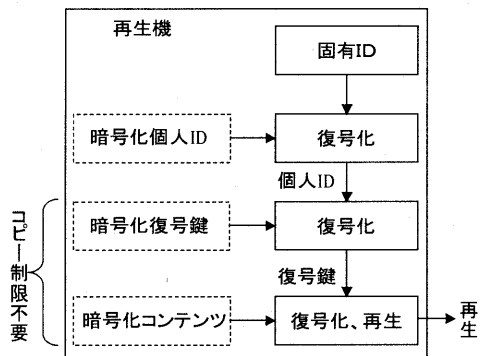 再生機
固有ID
暗号化個人ID
復号化
個人ID
暗号化復号鍵
復号化
復号鍵
暗号化コンテンツ
復号化、再生
再生
コピー制限不要